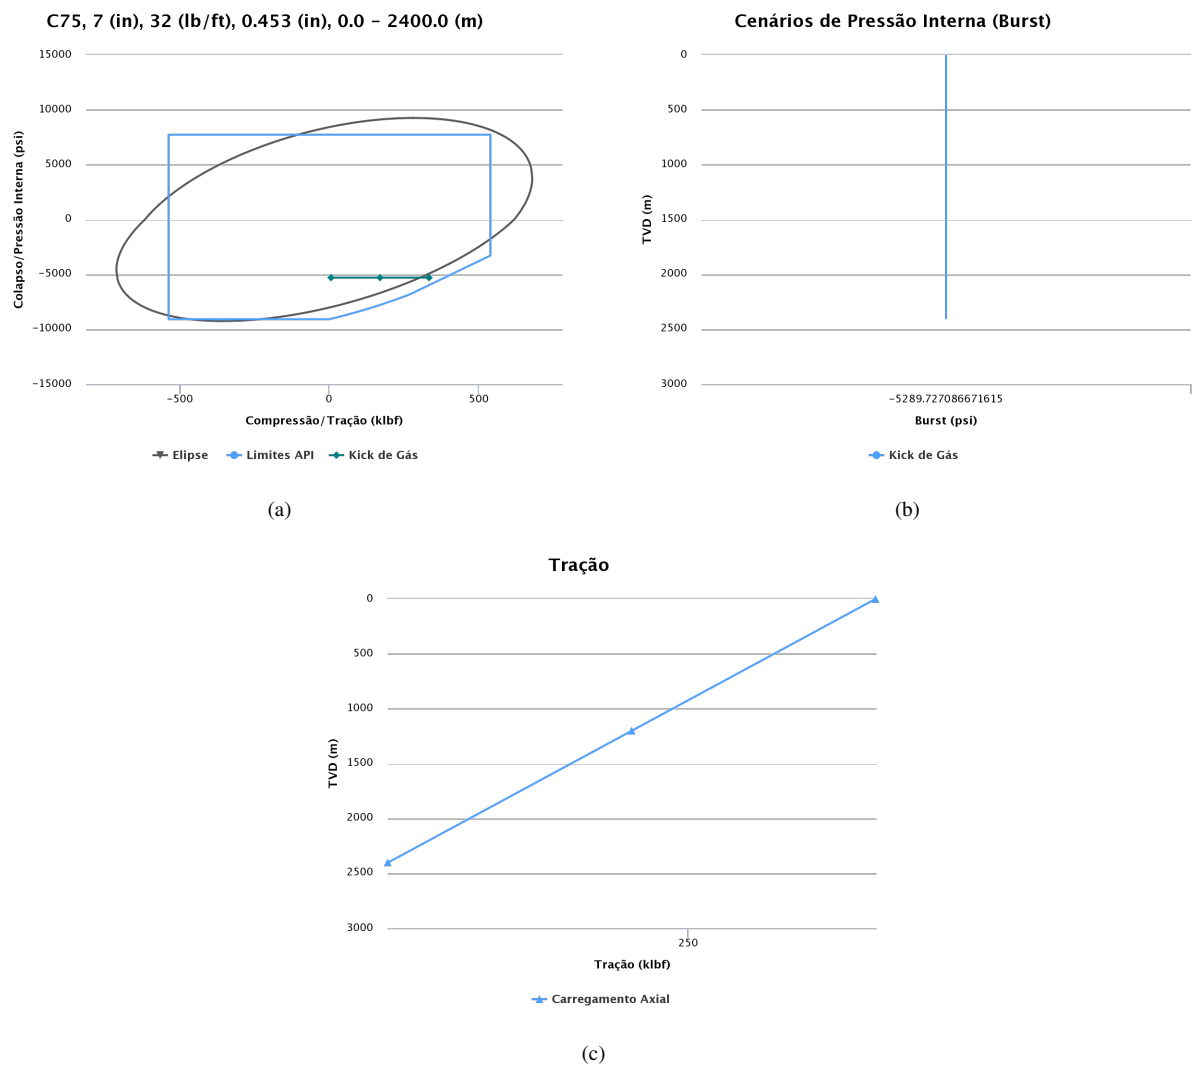 C75, 7 (in), 32 (lb/ft), 0.453 (in), 0.0 – 2400.0 (m)
15000
10000
5000
0
−5000
−10000
−15000
Colapso/Pressão Interna (psi)
−500
0
500
Compressão/Tração (klbf)
Elipse
Limites API
Kick de Gás
(a)
Cenários de Pressão Interna (Burst)
0
500
1000
1500
2000
2500
3000
TVD (m)
−5289.727086671615
Burst (psi)
Kick de Gás
(b)
Tração
0
500
1000
1500
2000
2500
3000
TVD (m)
250
Tração (klbf)
Carregamento Axial
(c)